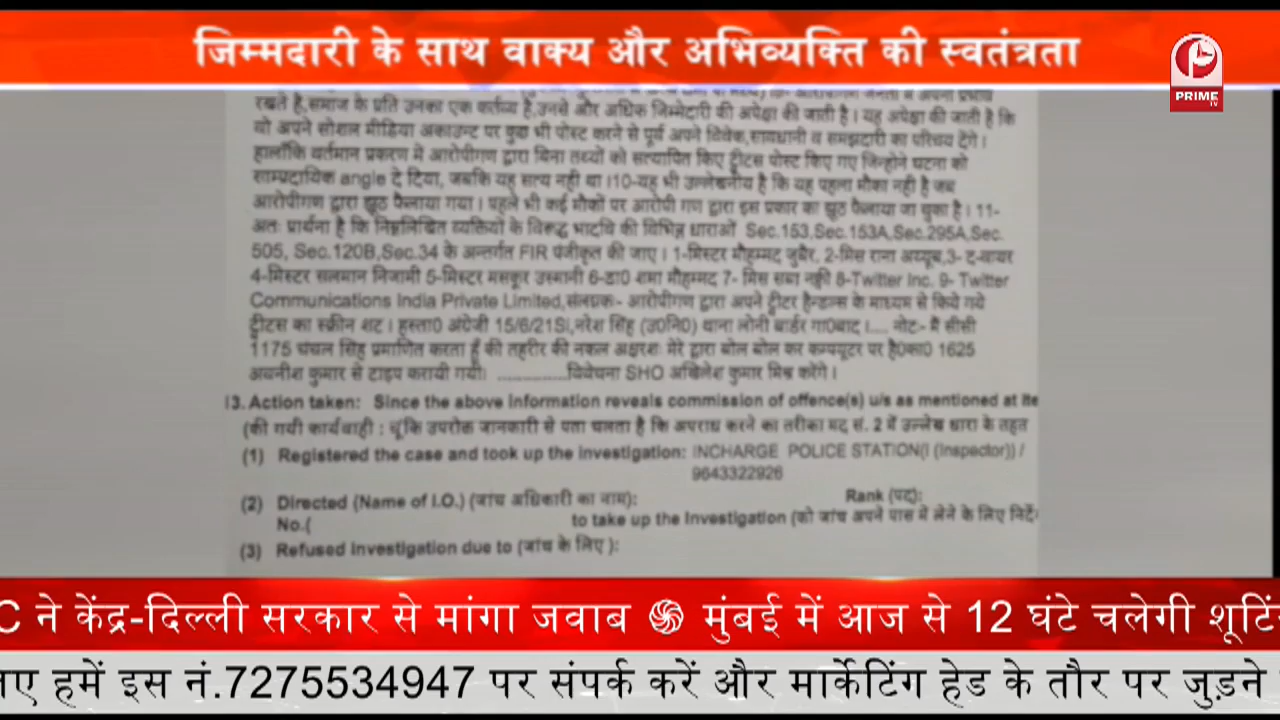 जिम्मदारी के साथ वाक्य और अभिव्यक्ति की स्वतंत्रता
PRIME TV
रखते है,समाज के प्रति उनका एक कर्तव्य है,उनसे और अधिक जिम्मेदारी की अपेक्षा की जाती है । यह अपेक्षा की जाती है कि
वो अपने सोशल मीडिया अकाउन्ट पर कुछ भी पोस्ट करने से पूर्व अपने विवेक,सावधानी व समझदारी का परिचय देंगे ।
हालाँकि वर्तमान प्रकरण मे आरोपीगण द्वारा बिना तथ्यों को सत्यापित किए ट्वीटस पोस्ट किए गए जिन्होने घटना को
साम्प्रदायिक angle दे दिया, जबकि यह सत्य नही था ।10-यह भी उल्लेखनीय है कि यह पहला मौका नही है जब
आरोपीगण द्वारा झूठ फैलाया गया । पहले भी कई मौकों पर आरोपी गण द्वारा इस प्रकार का झूठ फैलाया जा चुका है । 11-
अतः प्रार्थना है कि निम्नलिखित व्यक्तियों के विरूद्ध भादवि की विभिन्न धाराओं Sec.153,Sec.153A,Sec.295A,Sec.
505, Sec.120B,Sec.34 के अन्तर्गत FIR पंजीकृत की जाए । 1-मिस्टर मौहम्मद जुबैर, 2-मिस राना अय्यूब,3- द-वायर
4-मिस्टर सलमान निजामी 5-मिस्टर मसकूर उस्मानी 6-डा0 शमा मौहम्मद 7- मिस सबा नकवी 8-Twitter Inc. 9- Twitter
Communications India Private Limited,संलग्नक- आरोपीगण द्वारा अपने ट्वीटर हैन्डल्स के माध्यम से किये गये
ट्वीटस का स्क्रीन शट । हस्ता0 अंग्रेजी 15/6/21SI,नरेश सिंह (उ0नि0) थाना लोनी बार्डर गा0बाद ।.... नोट:- मै सीसी
1175 चंचल सिंह प्रमाणित करता हूँ की तहरीर की नकल अक्षरशः मेरे द्वारा बोल बोल कर कम्प्यूटर पर है0का0 1625
अवनीश कुमार से टाइप करायी गयी। ...............विवेचना SHO अखिलेश कुमार मिश्र करेंगे ।
13. Action taken: Since the above information reveals commission of offence(s) u/s as mentioned at Ite
(की गयी कार्यवाही : चूंकि उपरोक्त जानकारी से पता चलता है कि अपराध करने का तरीका मद सं. 2 में उल्लेख धारा के तहत
(1) Registered the case and took up the investigation: INCHARGE POLICE STATION(I (Inspector)) /
9643322926
(2) Directed (Name of I.O.) (जांच अधिकारी का नाम): Rank (पद):
No.( to take up the Investigation (को जांच अपने पास में लेने के लिए निर्दे
(3) Refused investigation due to (जांच के लिए ):
C ने केंद्र-दिल्ली सरकार से मांगा जवाब मुंबई में आज से 12 घंटे चलेगी शूटिं
नए हमें इस नं.7275534947 पर संपर्क करें और मार्केटिंग हेड के तौर पर जुड़ने